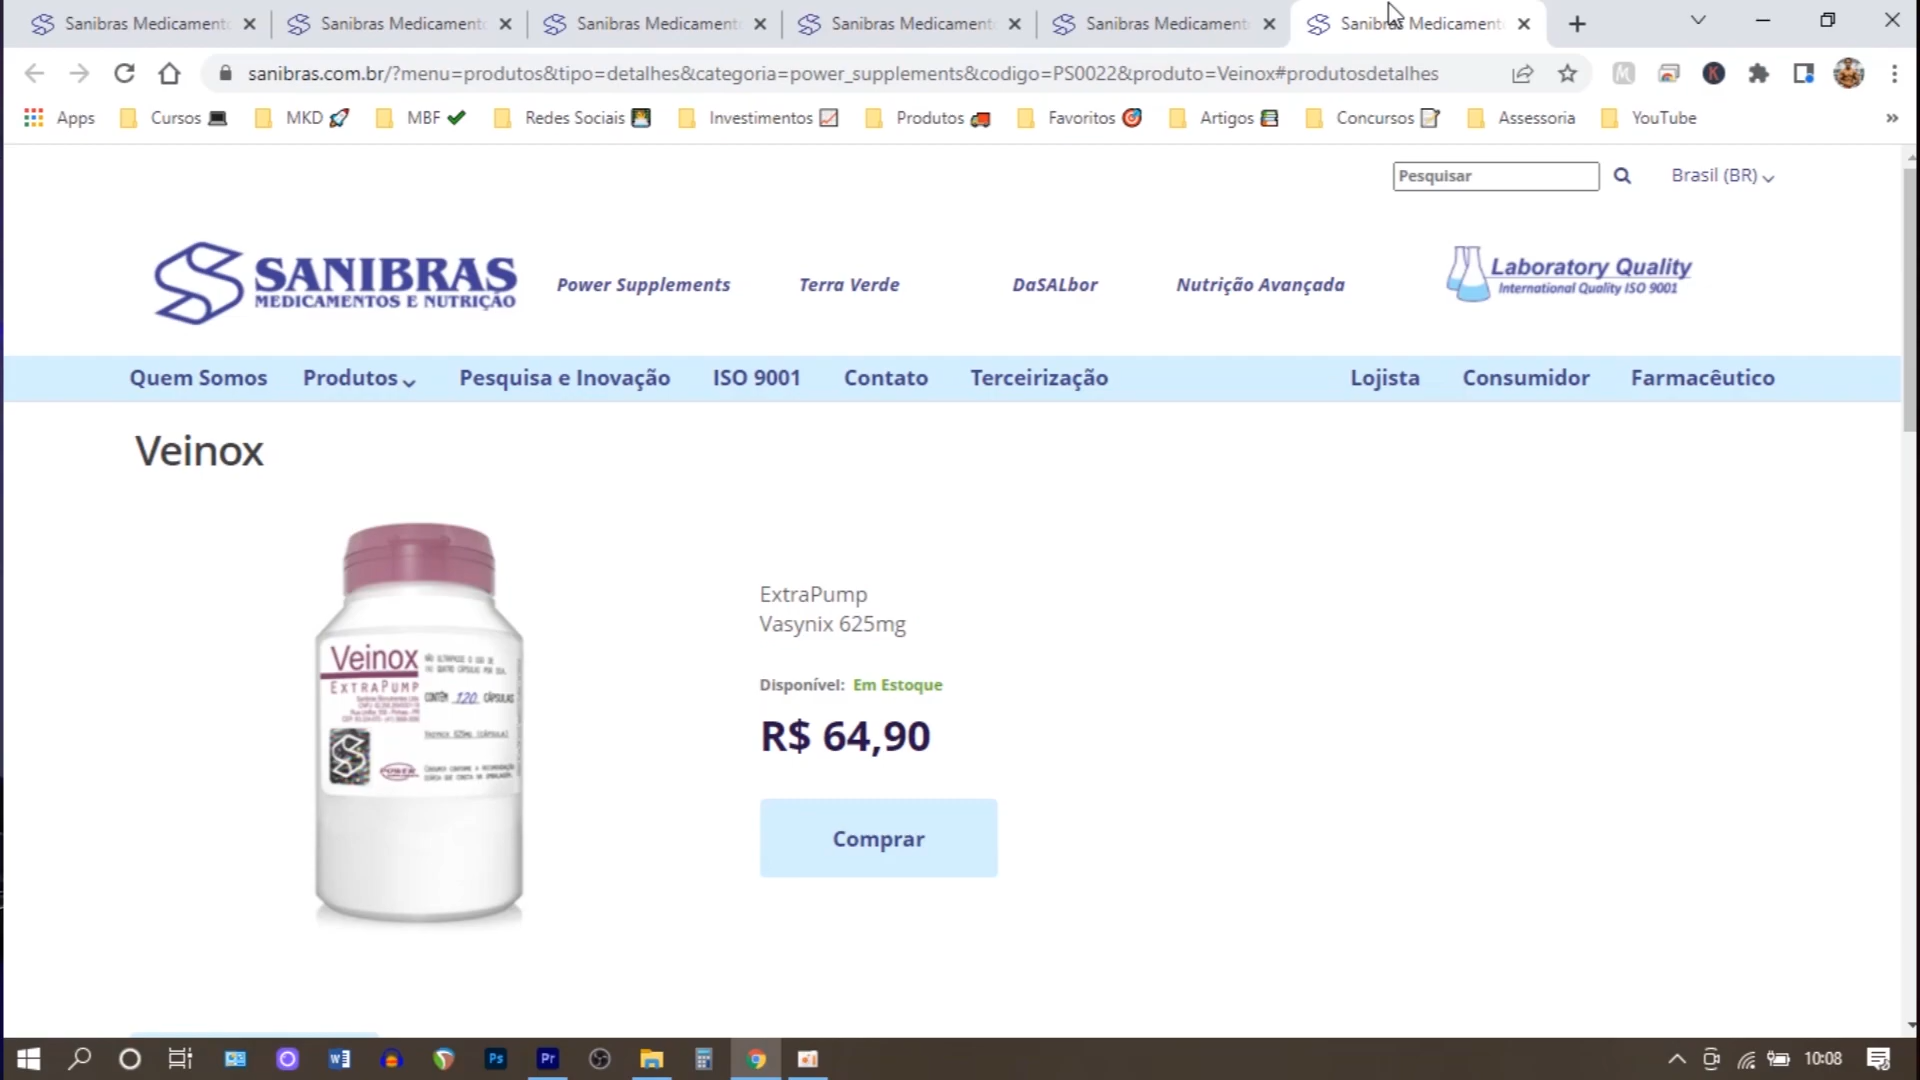 Sanibras Medicament
Sanibras Medicament
Sanibras Medicament
Sanibras Medicament
Sanibras Medicament
Sanibras Medicament
sanibras.com.br/?menu=produtos&tipo=detalhes&categoria=power_supplements&codigo=PS0022&produto=Veinox#produtosdetalhes
Apps Cursos MKD MBF Redes Sociais Investimentos Produtos Favoritos Artigos Concursos Assessoria YouTube »
Pesquisar Brasil (BR)
SANIBRAS
MEDICAMENTOS E NUTRIÇÃO
Power Supplements Terra Verde DaSALbor Nutrição Avançada
Laboratory Quality
International Quality ISO 9001
Quem Somos Produtos Pesquisa e Inovação ISO 9001 Contato Terceirização Lojista Consumidor Farmacêutico
Veinox
Veinox
EXTRAPUMP
CONTÉM 120 CÁPSULAS
POWER
ExtraPump
Vasynix 625mg
Disponível: Em Estoque
R$ 64,90
Comprar
10:08